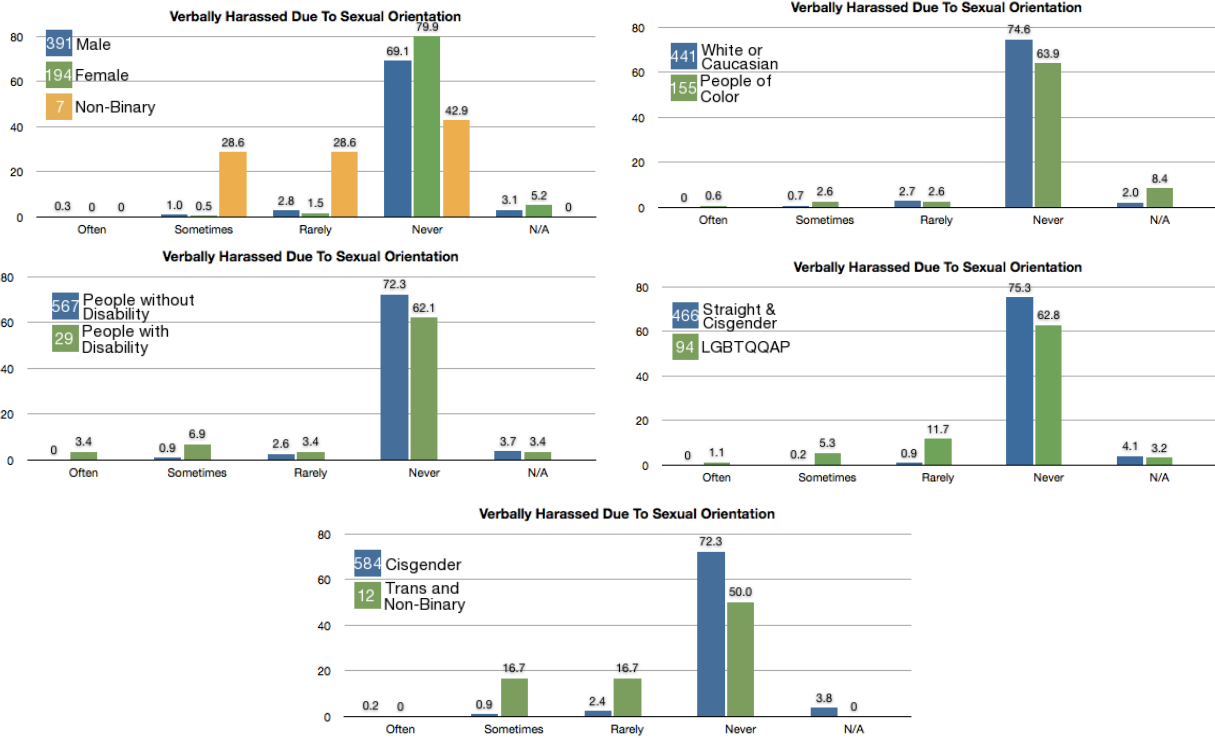 Verbally Harassed Due To Sexual Orientation
80
60
40
20
0
391 Male
194 Female
7 Non-Binary
0.3 0 0
1.0 0.5 28.6
2.8 1.5 28.6
69.1 79.9 42.9
3.1 5.2 0
Often Sometimes Rarely Never N/A
Verbally Harassed Due To Sexual Orientation
80
60
40
20
0
441 White or
Caucasian
155 People of
Color
0 0.6
0.7 2.6
2.7 2.6
74.6 63.9
2.0 8.4
Often Sometimes Rarely Never N/A
Verbally Harassed Due To Sexual Orientation
80
60
40
20
0
567 People without
Disability
29 People with
Disability
0 3.4
0.9 6.9
2.6 3.4
72.3 62.1
3.7 3.4
Often Sometimes Rarely Never N/A
Verbally Harassed Due To Sexual Orientation
80
60
40
20
0
466 Straight &
Cisgender
94 LGBTQQAP
0 1.1
0.2 5.3
0.9 11.7
75.3 62.8
4.1 3.2
Often Sometimes Rarely Never N/A
Verbally Harassed Due To Sexual Orientation
80
60
40
20
0
584 Cisgender
12 Trans and
Non-Binary
0.2 0
0.9 16.7
2.4 16.7
72.3 50.0
3.8 0
Often Sometimes Rarely Never N/A